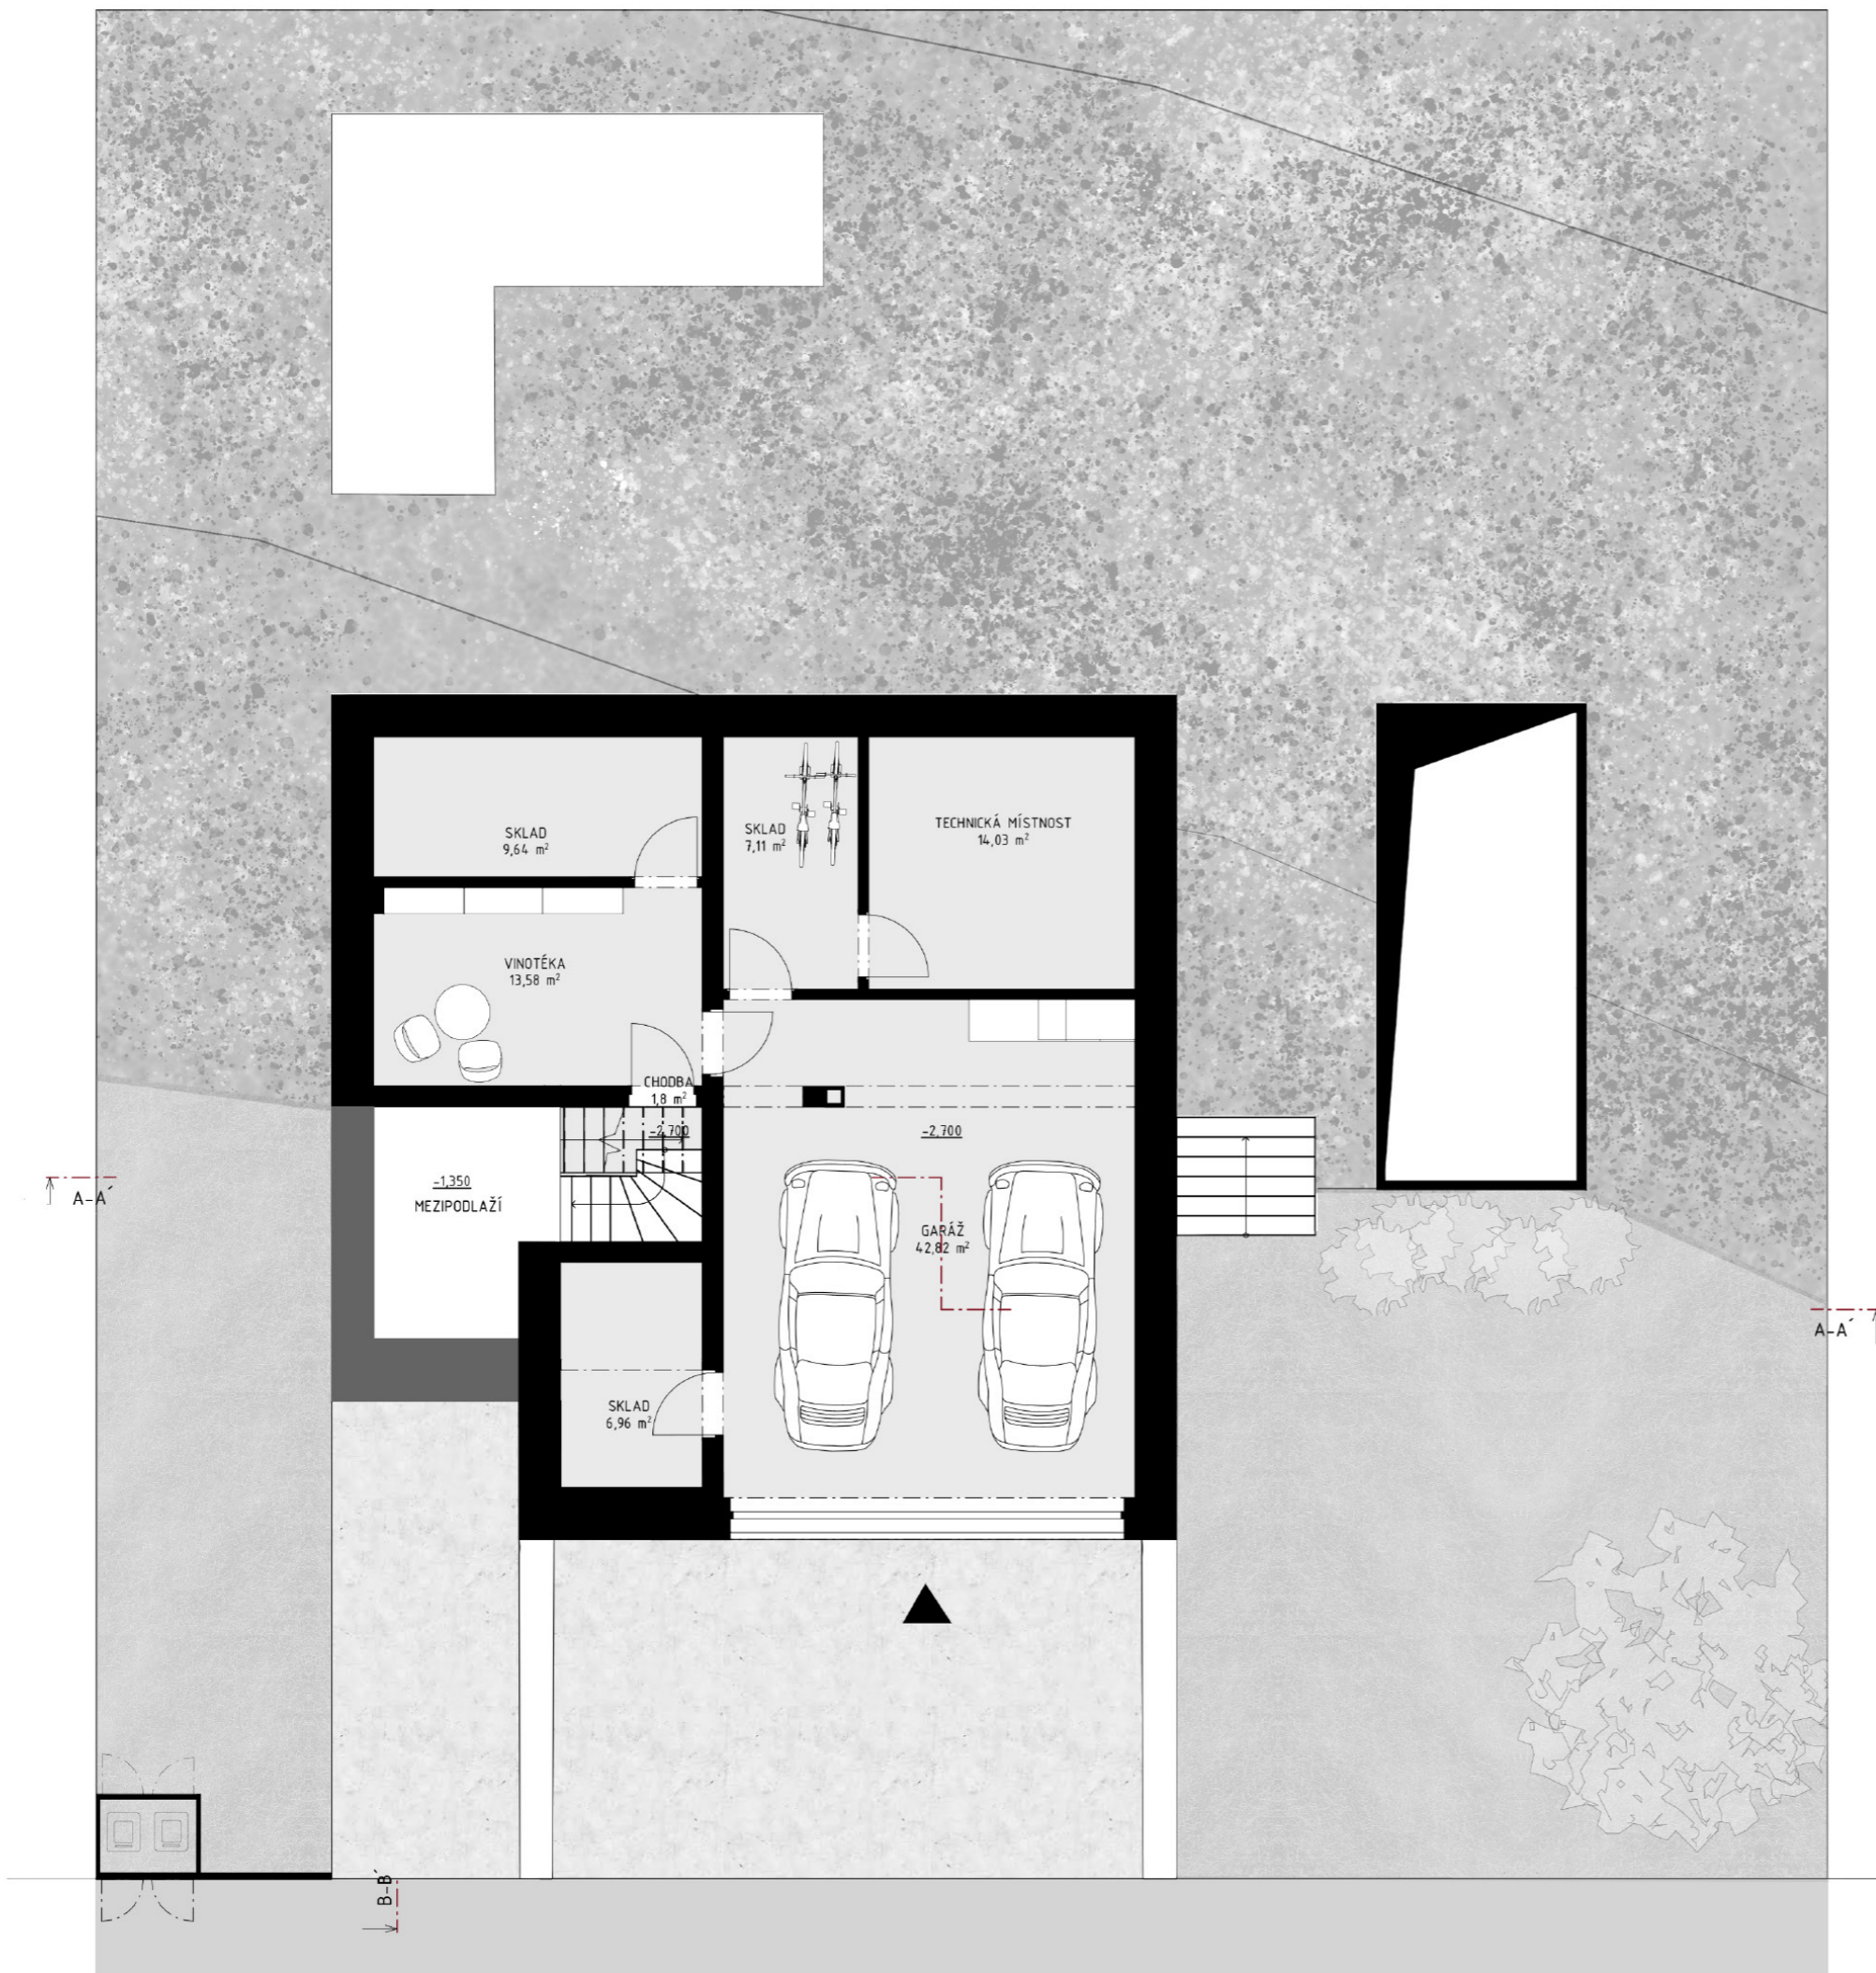 SKLAD
9,64 m²
SKLAD
7,11 m²
TECHNICKÁ MÍSTNOST
14,03 m²
VINOTÉKA
13,58 m²
CHODBA
1,8 m²
-2,700
-2,700
-1,350
MEZIPODLAŽÍ
A-A´
GARÁŽ
42,82 m²
A-A´
SKLAD
6,96 m²
B-B´